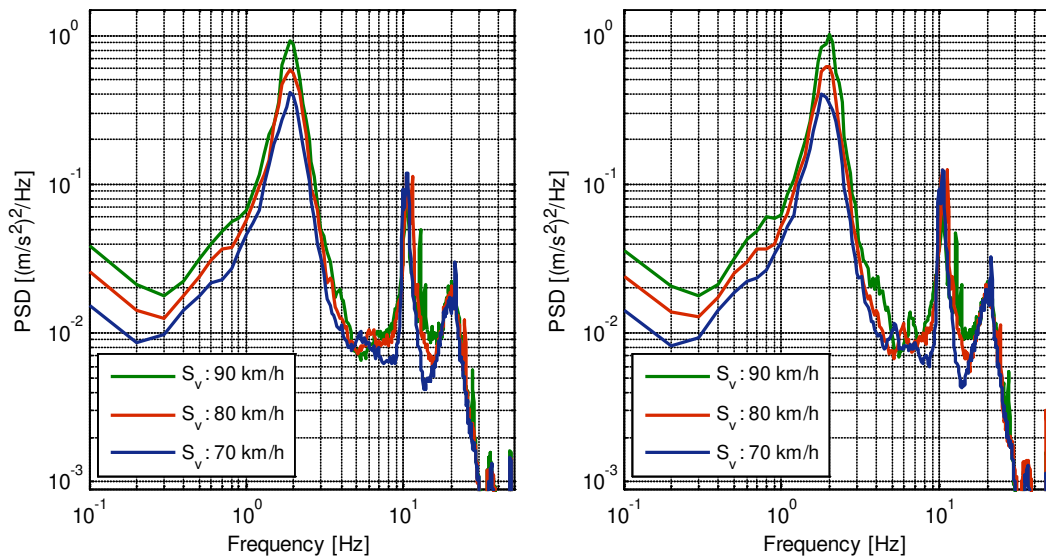 10^0
10^-1
10^-2
10^-3
PSD [(m/s^2)^2/Hz]
S_v : 90 km/h
S_v : 80 km/h
S_v : 70 km/h
10^-1
10^0
10^1
Frequency [Hz]
10^0
10^-1
10^-2
10^-3
PSD [(m/s^2)^2/Hz]
S_v : 90 km/h
S_v : 80 km/h
S_v : 70 km/h
10^-1
10^0
10^1
Frequency [Hz]